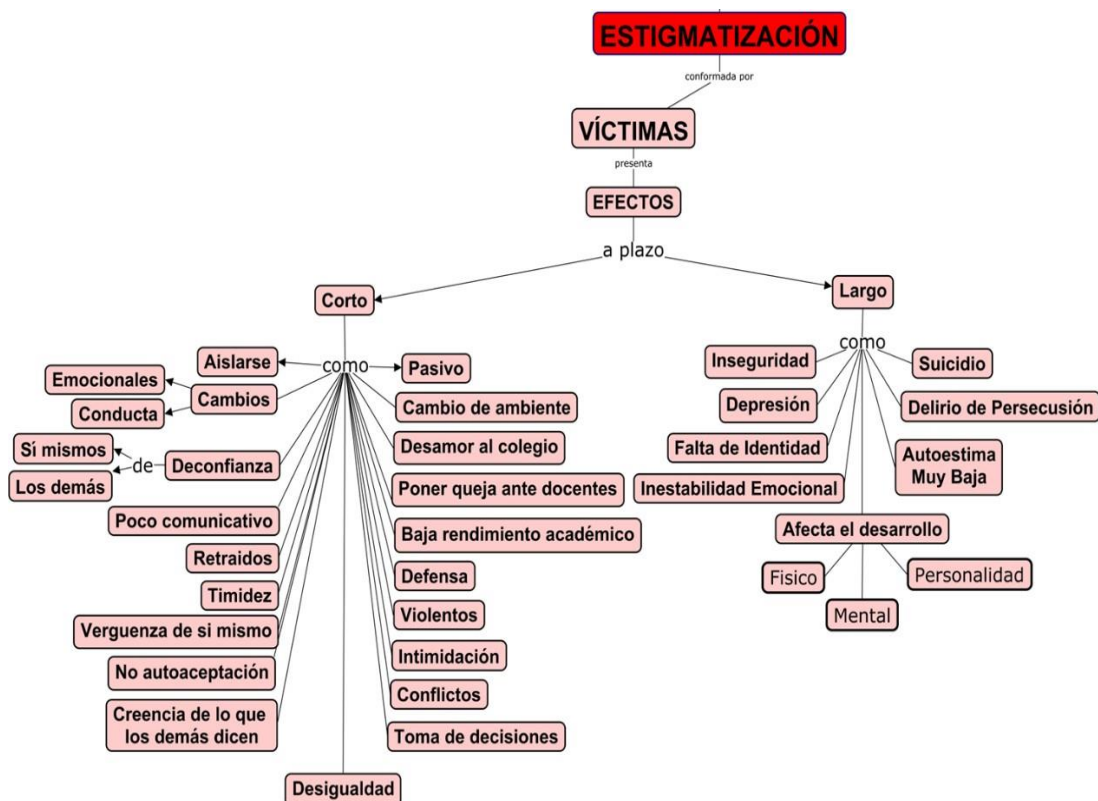 ESTIGMATIZACIÓN
conformada por
VÍCTIMAS
presenta
EFECTOS
a plazo
Corto
Largo
como
Aislarse
Pasivo
Emocionales
Cambios
Conducta
Cambio de ambiente
Desamor al colegio
Sí mismos
de
Deconfianza
Los demás
Poner queja ante docentes
Poco comunicativo
Baja rendimiento académico
Retraidos
Defensa
Timidez
Violentos
Verguenza de si mismo
Intimidación
No autoaceptación
Conflictos
Creencia de lo que
los demás dicen
Toma de decisiones
Desigualdad
como
Inseguridad
Suicidio
Depresión
Delirio de Persecusión
Falta de Identidad
Autoestima
Muy Baja
Inestabilidad Emocional
Afecta el desarrollo
Fisico
Personalidad
Mental